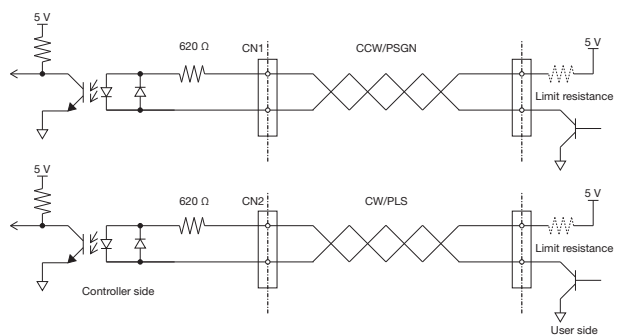 5 V
620 Ω
CN1
CCW/PSGN
5 V
Limit resistance
5 V
620 Ω
CN2
CW/PLS
5 V
Limit resistance
Controller side
User side